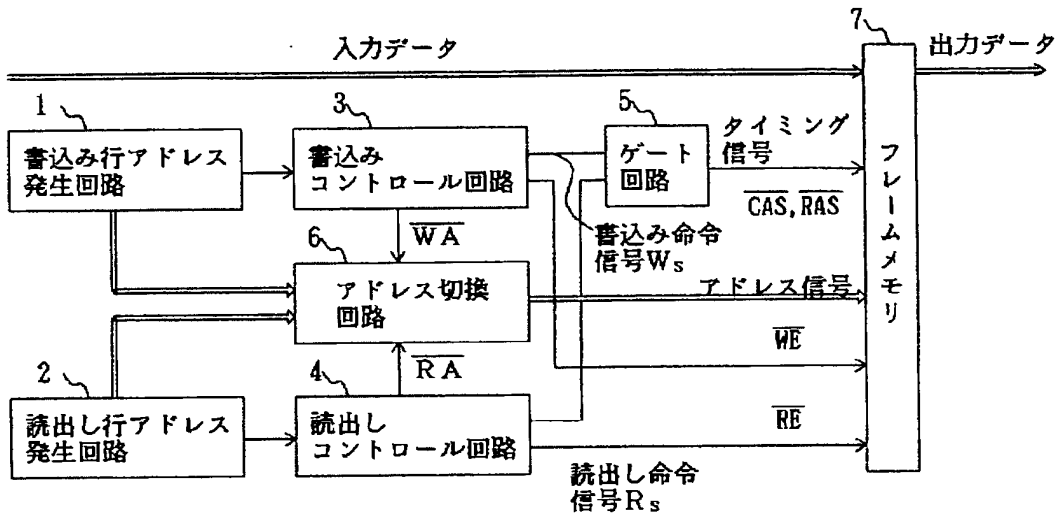 入力データ
7
出力データ
1
書込み行アドレス
発生回路
3
書込み
コントロール回路
5
ゲート
回路
タイミング
信号
C̅A̅S̅,R̅A̅S̅
フレームメモリ
W̅A̅
書込み命令
信号Ws
6
アドレス切換
回路
アドレス信号
W̅E̅
R̅A̅
2
読出し行アドレス
発生回路
4
読出し
コントロール回路
R̅E̅
読出し命令
信号Rs